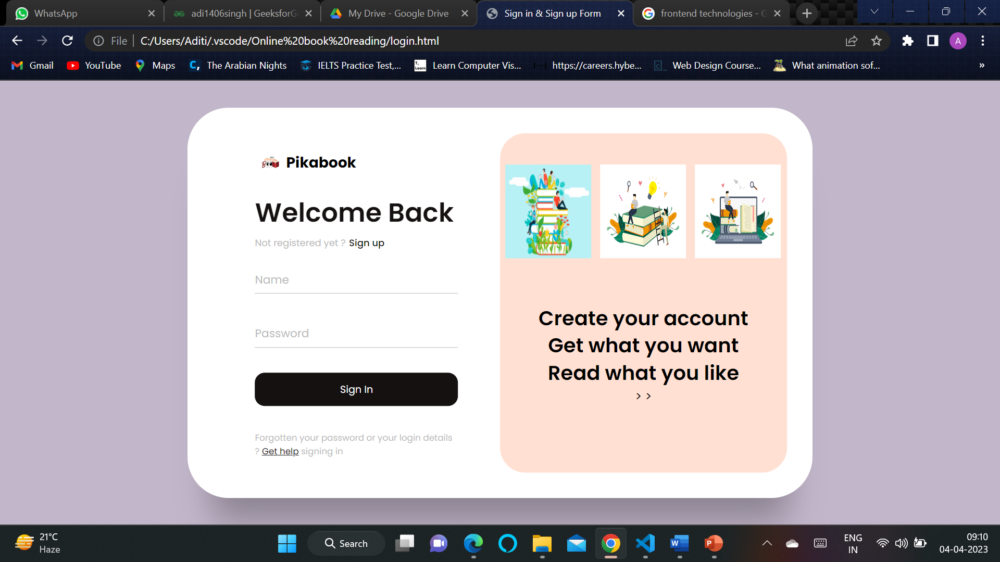 WhatsApp
adi1406singh | GeeksforGe
My Drive - Google Drive
Sign in & Sign up Form
frontend technologies - G
File
C:/Users/Aditi/.vscode/Online%20book%20reading/login.html
A
Gmail
YouTube
Maps
The Arabian Nights
IELTS Practice Test,...
Learn Computer Vis...
https://careers.hybe...
Web Design Course...
What animation sof...
»
Pikabook
Welcome Back
Not registered yet ? Sign up
Name
Password
Sign In
Forgotten your password or your login details
? Get help signing in
Create your account
Get what you want
Read what you like
> >
21°C
Haze
Search
ENG
IN
09:10
04-04-2023